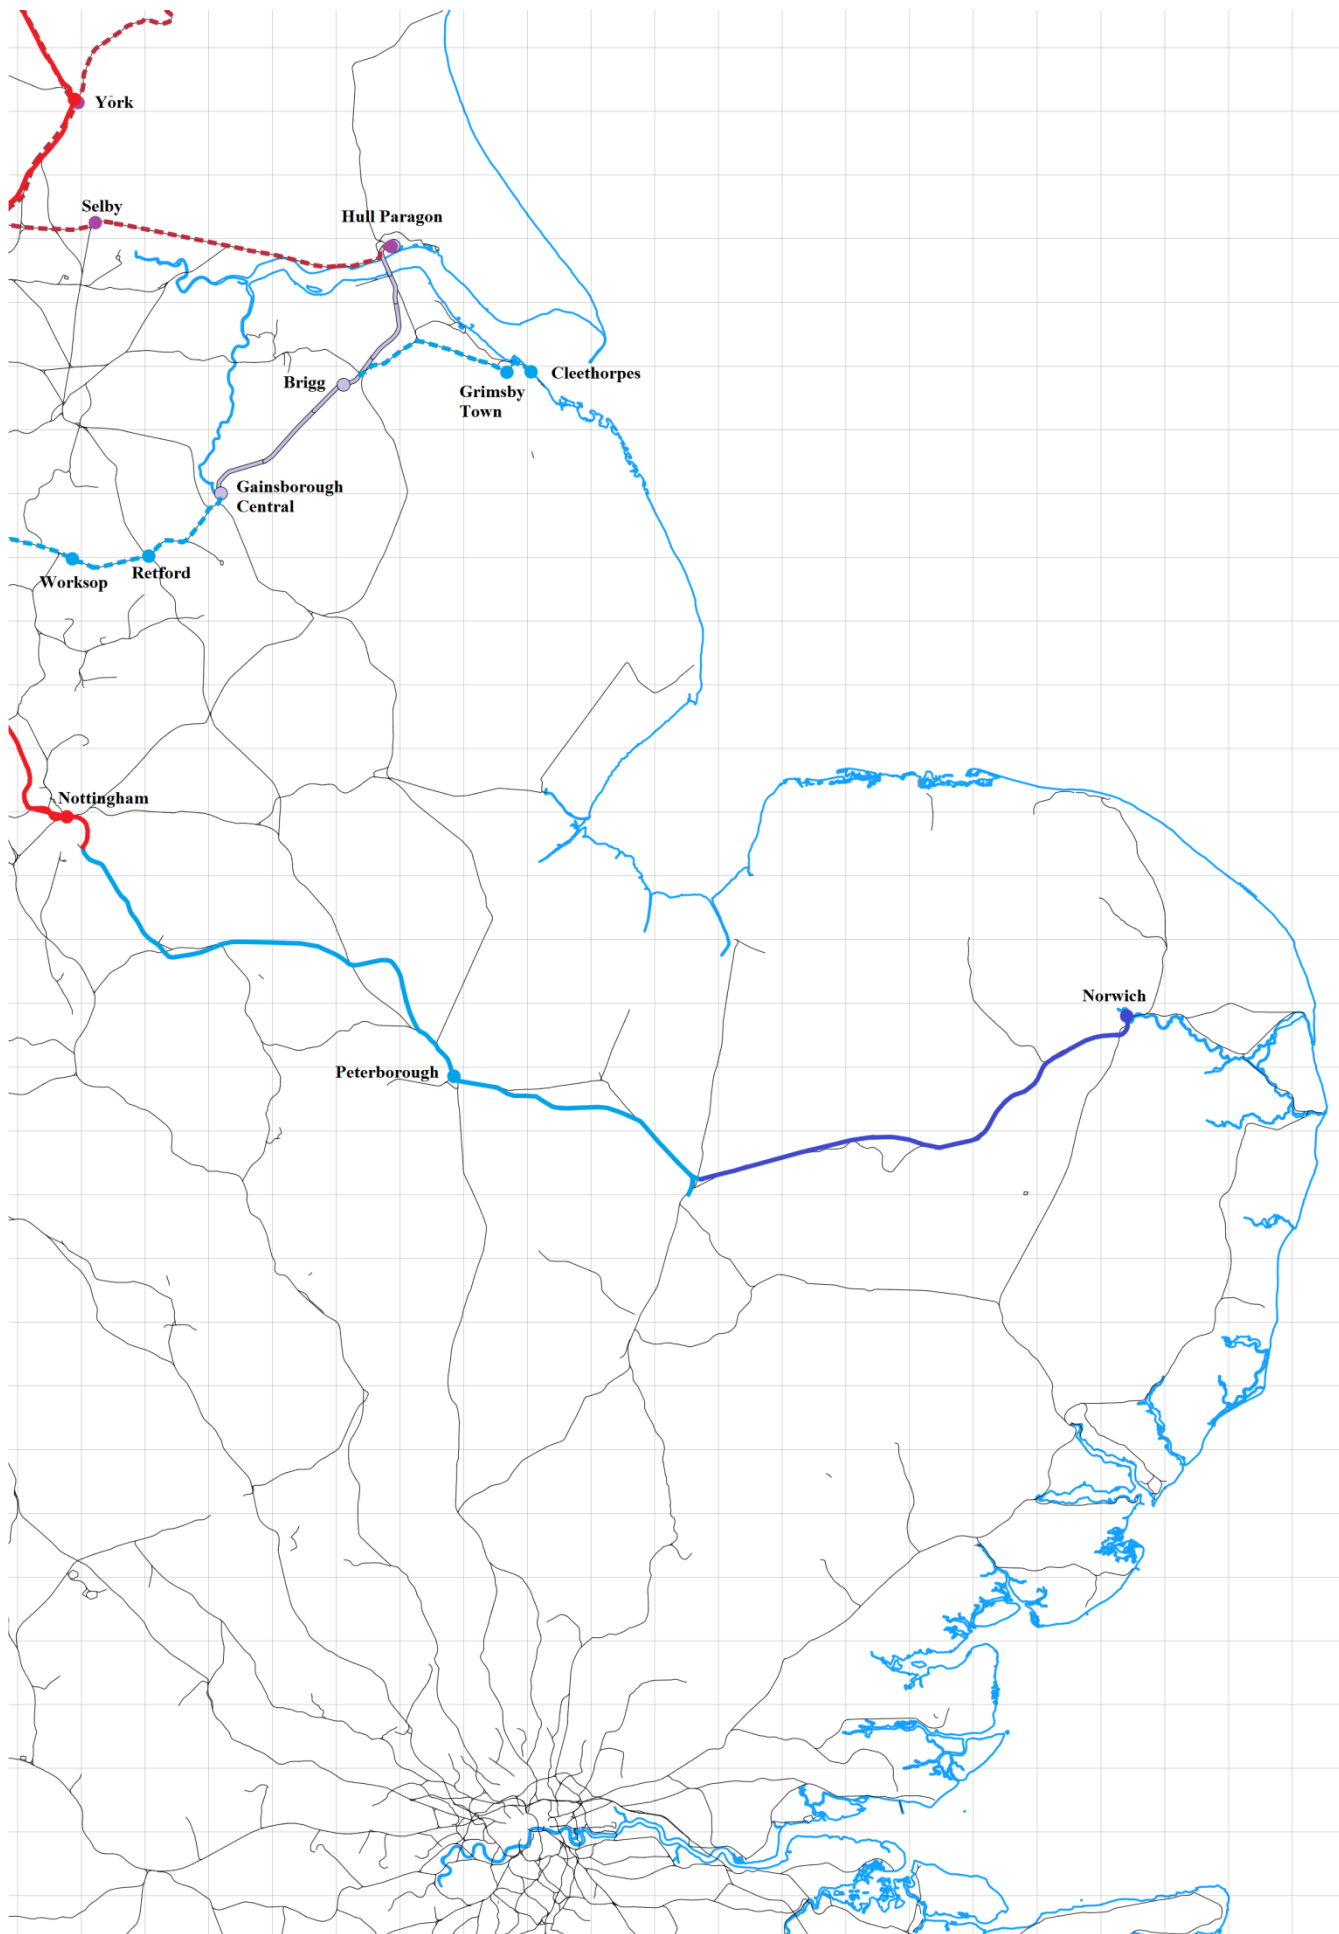 York
Selby
Hull Paragon
Brigg
Cleethorpes
Grimsby
Town
Gainsborough
Central
Worksop
Retford
Nottingham
Norwich
Peterborough